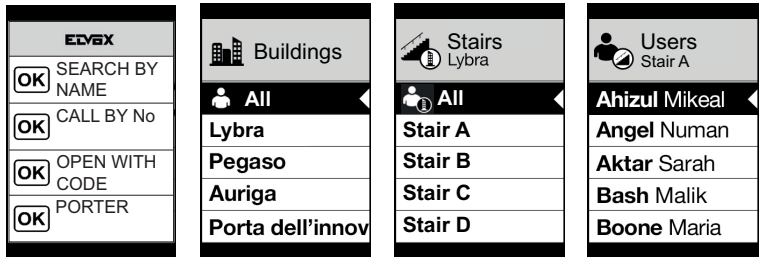 ELVOX
OK SEARCH BY
NAME
OK CALL BY No
OK OPEN WITH
CODE
OK PORTER
Buildings
All
Lybra
Pegaso
Auriga
Porta dell'innov
Stairs
Lybra
All
Stair A
Stair B
Stair C
Stair D
Users
Stair A
Ahizul Mikeal
Angel Numan
Aktar Sarah
Bash Malik
Boone Maria